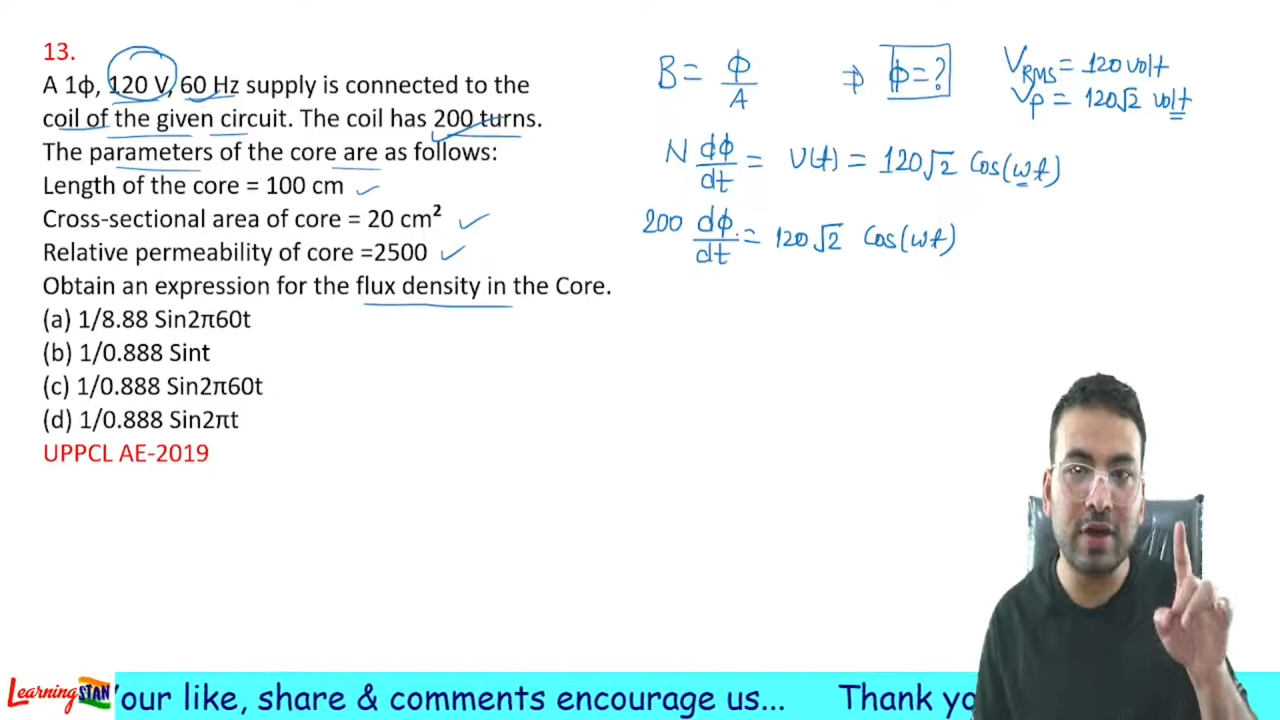 13.
A 1ϕ, 120 V, 60 Hz supply is connected to the
coil of the given circuit. The coil has 200 turns.
The parameters of the core are as follows:
Length of the core = 100 cm
Cross-sectional area of core = 20 cm²
Relative permeability of core =2500
Obtain an expression for the flux density in the Core.
(a) 1/8.88 Sin2π60t
(b) 1/0.888 Sint
(c) 1/0.888 Sin2π60t
(d) 1/0.888 Sin2πt
UPPCL AE-2019
B = ϕ/A ⇒ ϕ = ?
V_RMS = 120 volt
V_P = 120√2 volt
N dϕ/dt = V(t) = 120√2 Cos(ωt)
200 dϕ/dt = 120√2 Cos(ωt)
Learning STAN
Your like, share & comments encourage us... Thank yo